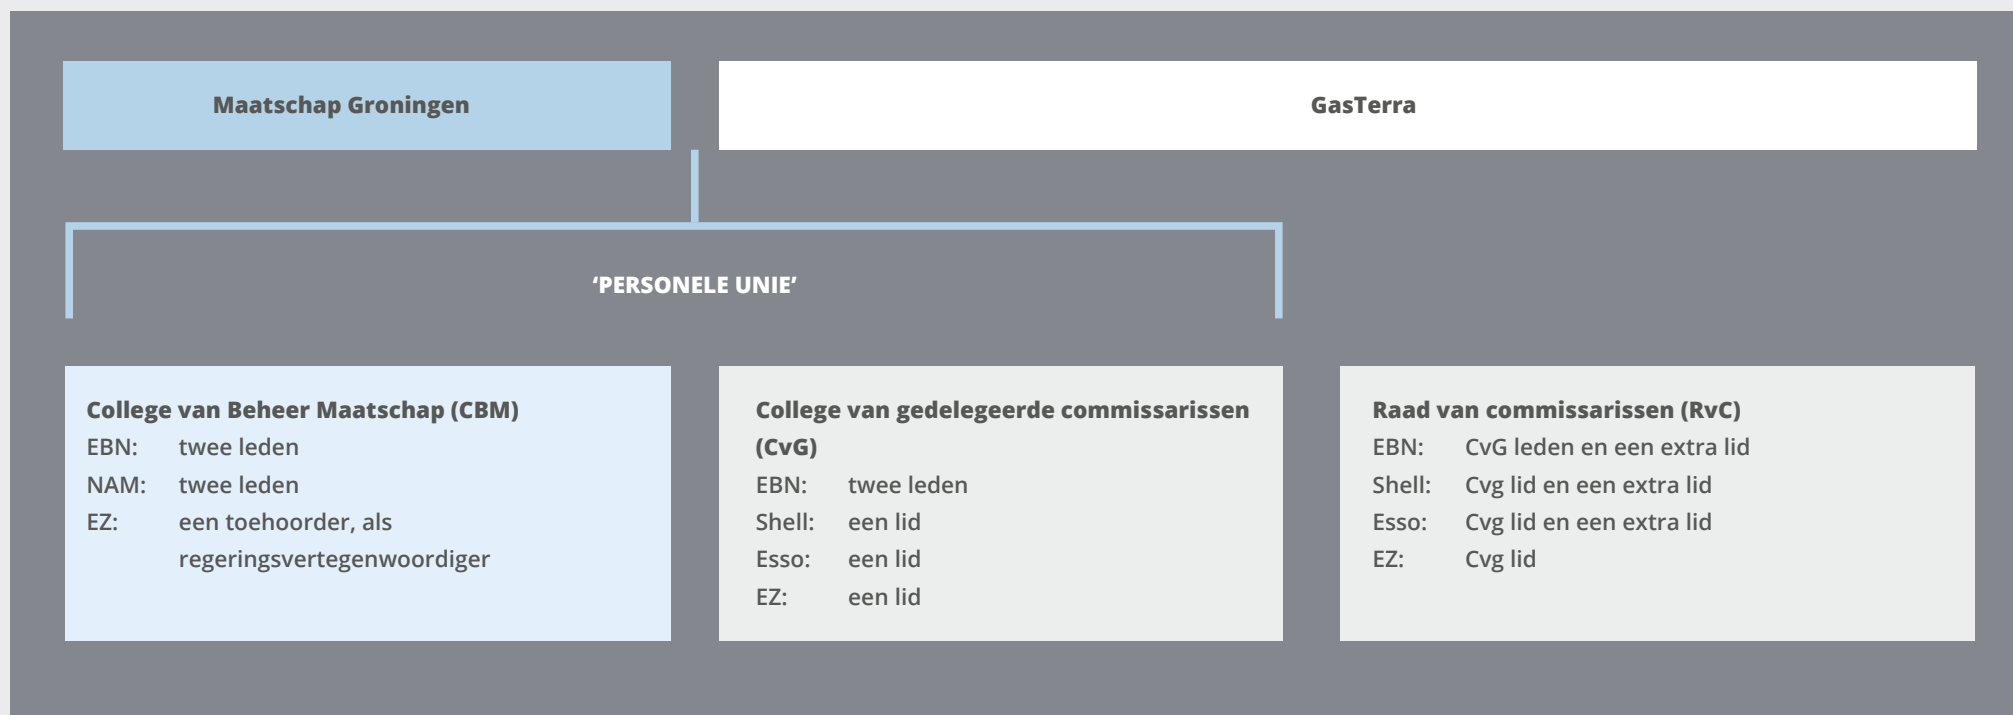 Maatschap Groningen
GasTerra
‘PERSONELE UNIE’
College van Beheer Maatschap (CBM)
EBN: twee leden
NAM: twee leden
EZ: een toehoorder, als
regeringsvertegenwoordiger
College van gedelegeerde commissarissen
(CvG)
EBN: twee leden
Shell: een lid
Esso: een lid
EZ: een lid
Raad van commissarissen (RvC)
EBN: CvG leden en een extra lid
Shell: Cvg lid en een extra lid
Esso: Cvg lid en een extra lid
EZ: Cvg lid